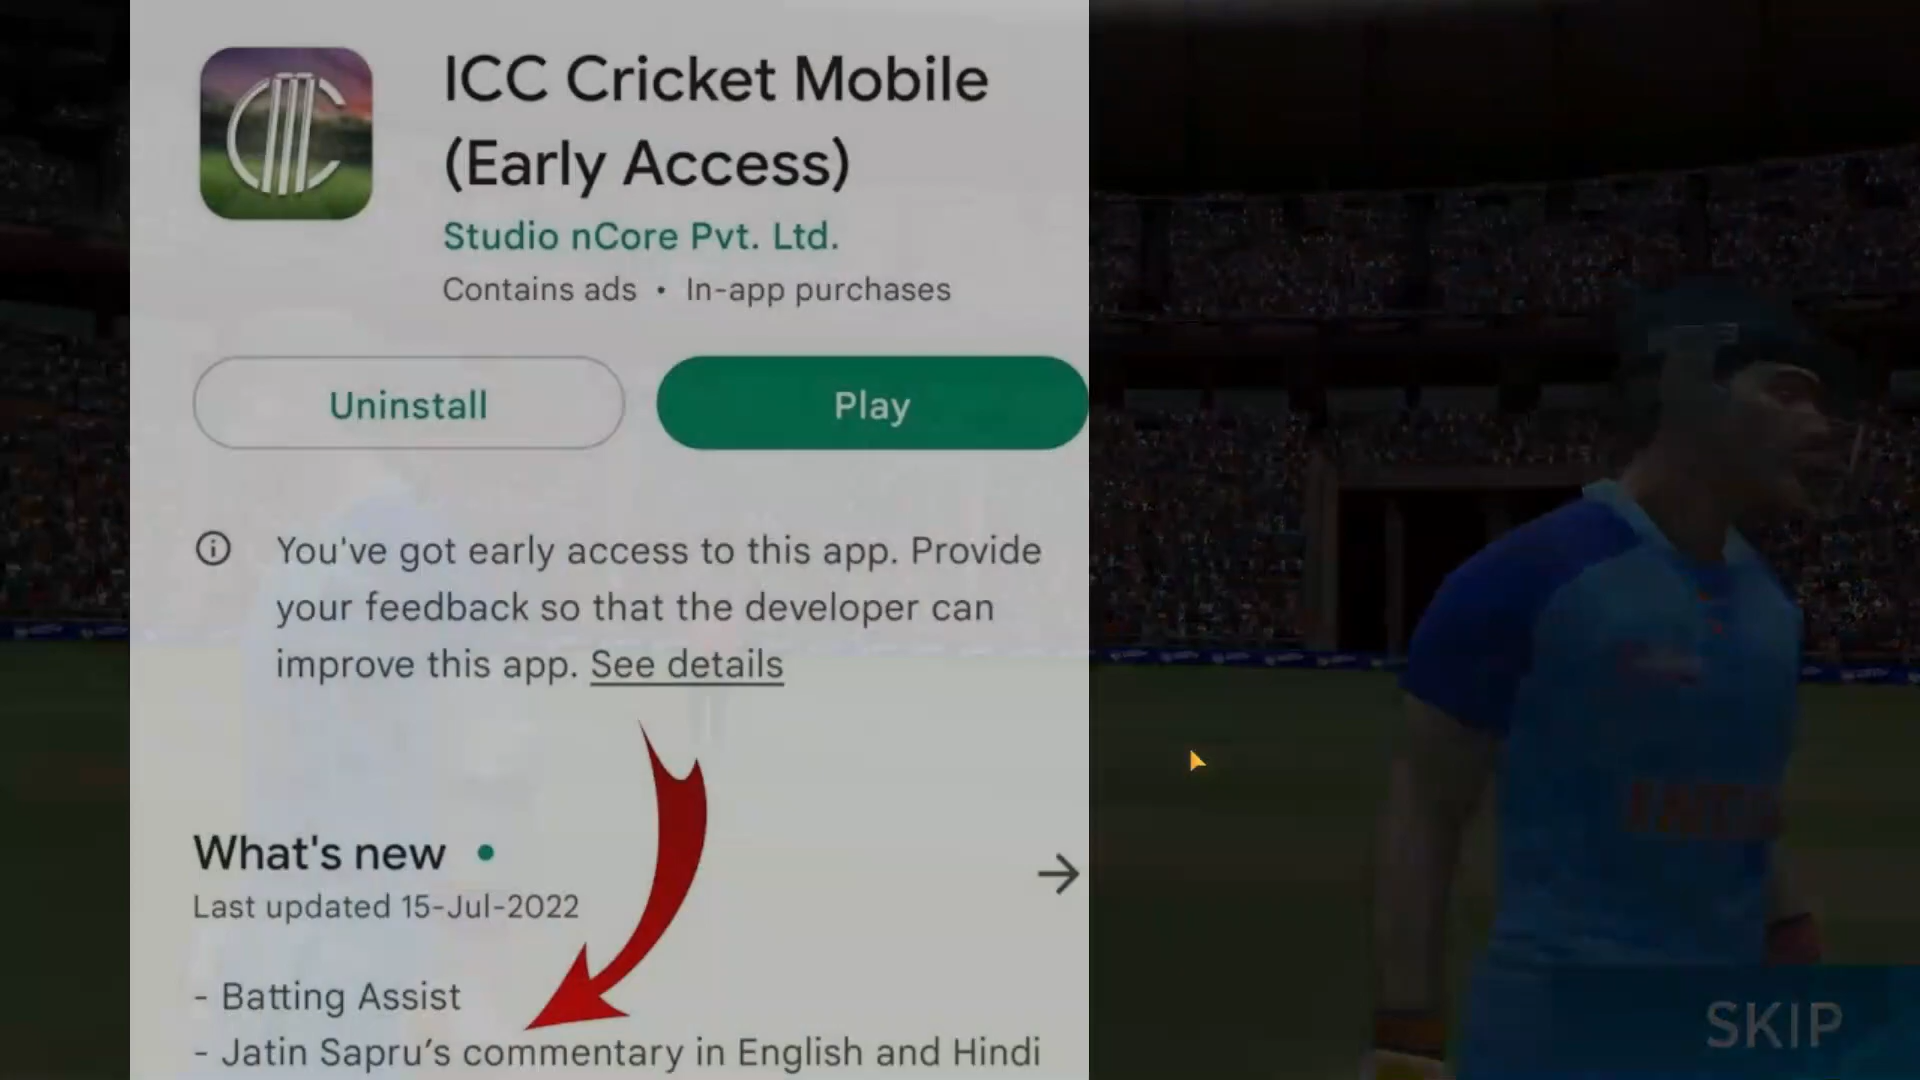 ICC Cricket Mobile
(Early Access)
Studio nCore Pvt. Ltd.
Contains ads • In-app purchases
Uninstall
Play
You've got early access to this app. Provide
your feedback so that the developer can
improve this app. See details
What's new
Last updated 15-Jul-2022
- Batting Assist
- Jatin Sapru’s commentary in English and Hindi
SKIP